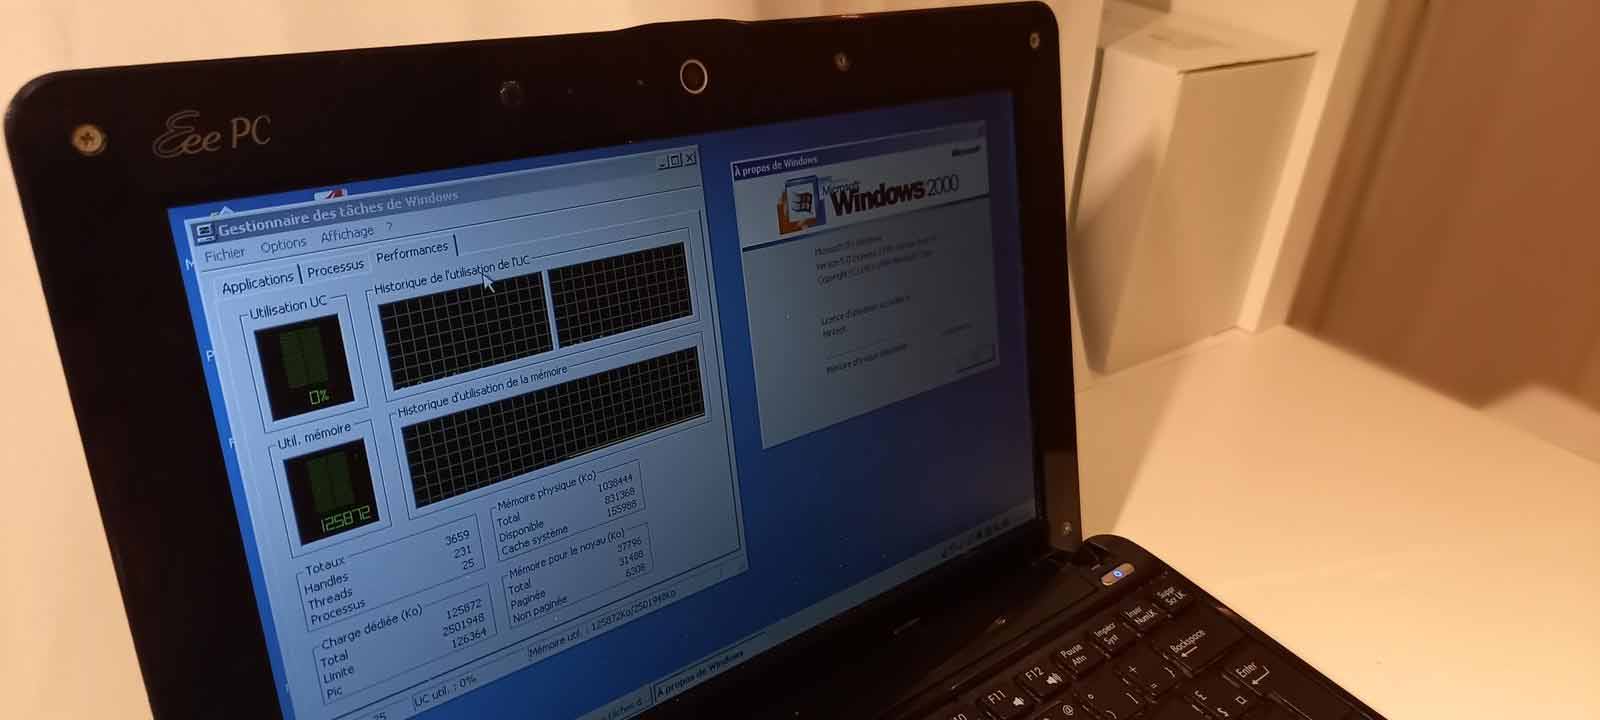 Eee PC
Gestionnaire des tâches de Windows
Fichier Options Affichage ?
Applications Processus Performances
Utilisation UC
0%
Historique de l'utilisation de l'UC
Util. mémoire
125872
Historique d'utilisation de la mémoire
Totaux
Handles 3659
Threads 231
Processus 25
Mémoire physique (Ko)
Total 1038444
Disponible 831368
Cache système 155988
Charge dédiée (Ko)
Total 125872
Limite 2501948
Pic 126364
Mémoire pour le noyau (Ko)
Total 37796
Paginée 31488
Non paginée 6308
UC util. : 0%
Mémoire util. : 125872Ko/2501948Ko
À propos de Windows
Microsoft
Microsoft
Windows 2000
À propos de Windows
F11
F12
Pause
Attn
Impécr
Syst
Inser
NumLK
Suppr
Scr LK
Backspace
Enter